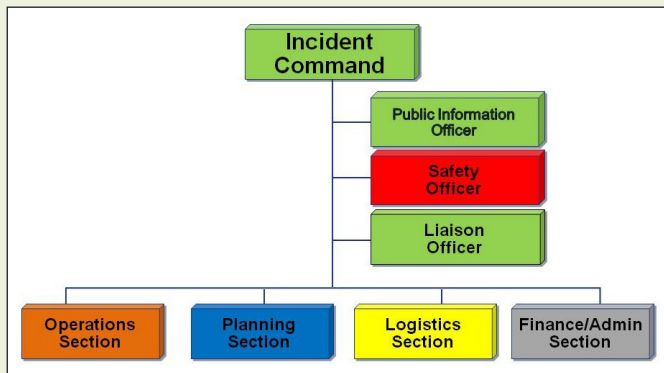 Incident
Command
Public Information
Officer
Safety
Officer
Liaison
Officer
Operations
Section
Planning
Section
Logistics
Section
Finance/Admin
Section